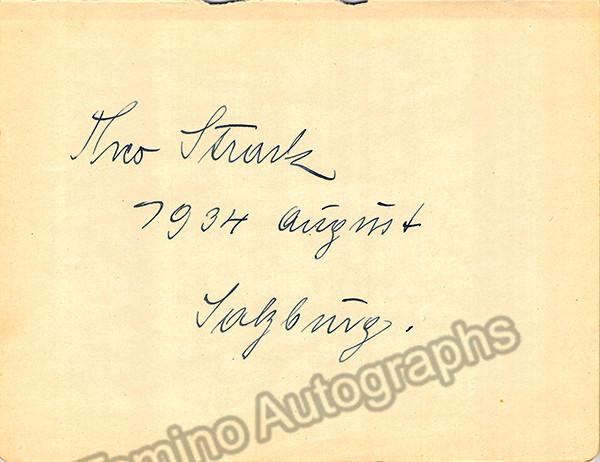 Theo Strack
1934 August
Salzburg.
Tamino Autographs